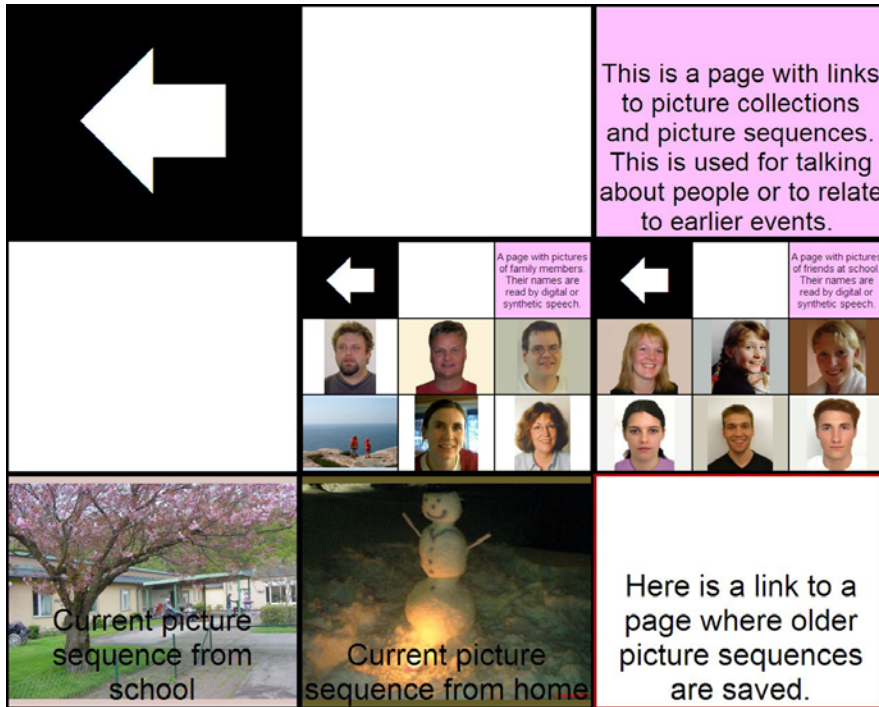 This is a page with links
to picture collections
and picture sequences.
This is used for talking
about people or to relate
to earlier events.
A page with pictures
of family members.
Their names are
read by digital or
synthetic speech.
A page with pictures
of friends at school.
Their names are
read by digital or
synthetic speech.
Current picture
sequence from
school
Current picture
sequence from home
Here is a link to a
page where older
picture sequences
are saved.